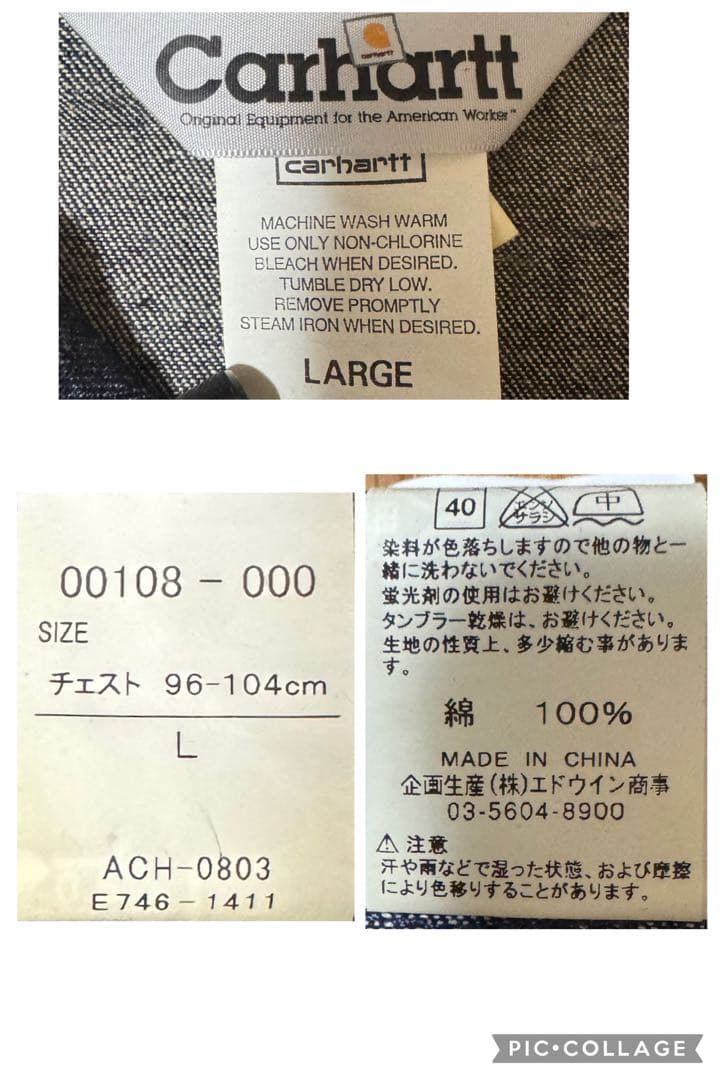 Carhartt
carhartt
Original Equipment for the American Worker™
carhartt
MACHINE WASH WARM
USE ONLY NON-CHLORINE
BLEACH WHEN DESIRED.
TUMBLE DRY LOW.
REMOVE PROMPTLY
STEAM IRON WHEN DESIRED.
LARGE
00108-000
SIZE
チェスト 96-104cm
L
ACH-0803
E746-1411
40 エンソサラシ 中
染料が色落ちしますので他の物と一
緒に洗わないでください。
蛍光剤の使用はお避けください。
タンブラー乾燥は、お避けください。
生地の性質上、多少縮む事がありま
す。
綿 100%
MADE IN CHINA
企画生産(株)エドウイン商事
03-5604-8900
⚠ 注意
汗や雨などで湿った状態、および摩擦
により色移りすることがあります。
PIC•COLLAGE